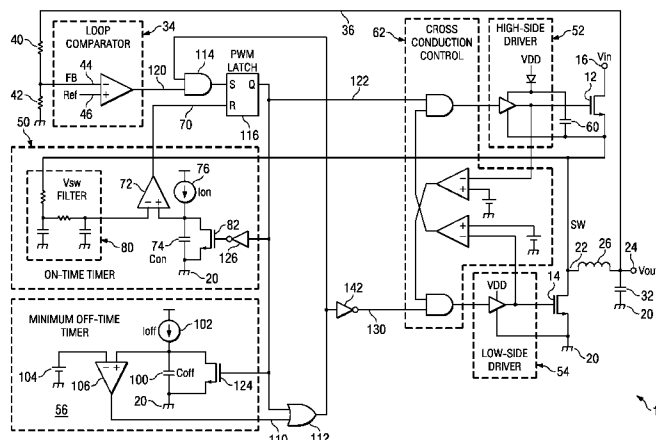 40
LOOP
COMPARATOR
34
36
62
CROSS
CONDUCTION
CONTROL
HIGH-SIDE
DRIVER
52
Vin
16
12
VDD
60
44
FB
Ref
46
42
120
114
PWM
LATCH
S Q
R
116
70
122
50
Vsw
FILTER
80
72
76
Ion
74
Con
82
126
20
ON-TIME TIMER
SW
22
26
24
Vout
32
20
14
VDD
LOW-SIDE
DRIVER
54
20
142
130
MINIMUM OFF-TIME
TIMER
Ioff
102
104
106
100
Coff
124
20
56
110
112